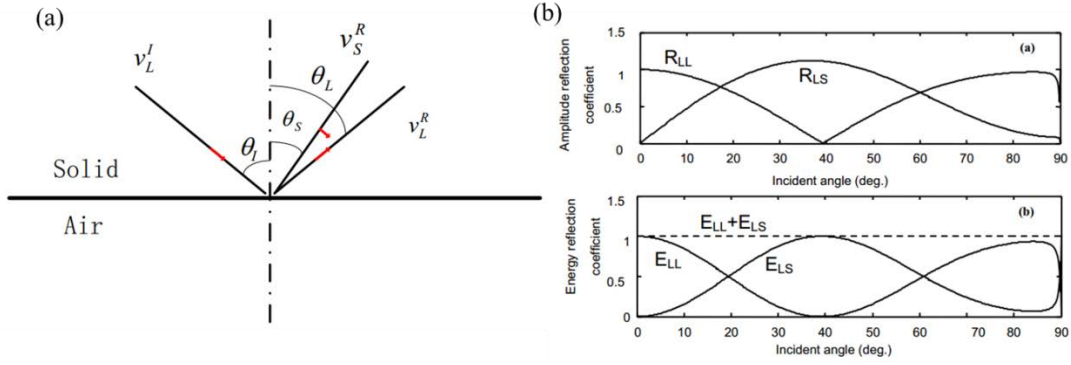 (a)
v_L^I
v_S^R
θ_L
θ_S
v_L^R
θ_I
Solid
Air
(b)
1.5
(a)
R_LL
1
R_LS
0.5
0
0 10 20 30 40 50 60 70 80 90
Incident angle (deg.)
Amplitude reflection
coefficient
1.5
(b)
E_LL+E_LS
1
E_LL
E_LS
0.5
0
0 10 20 30 40 50 60 70 80 90
Incident angle (deg.)
Energy reflection
coefficient